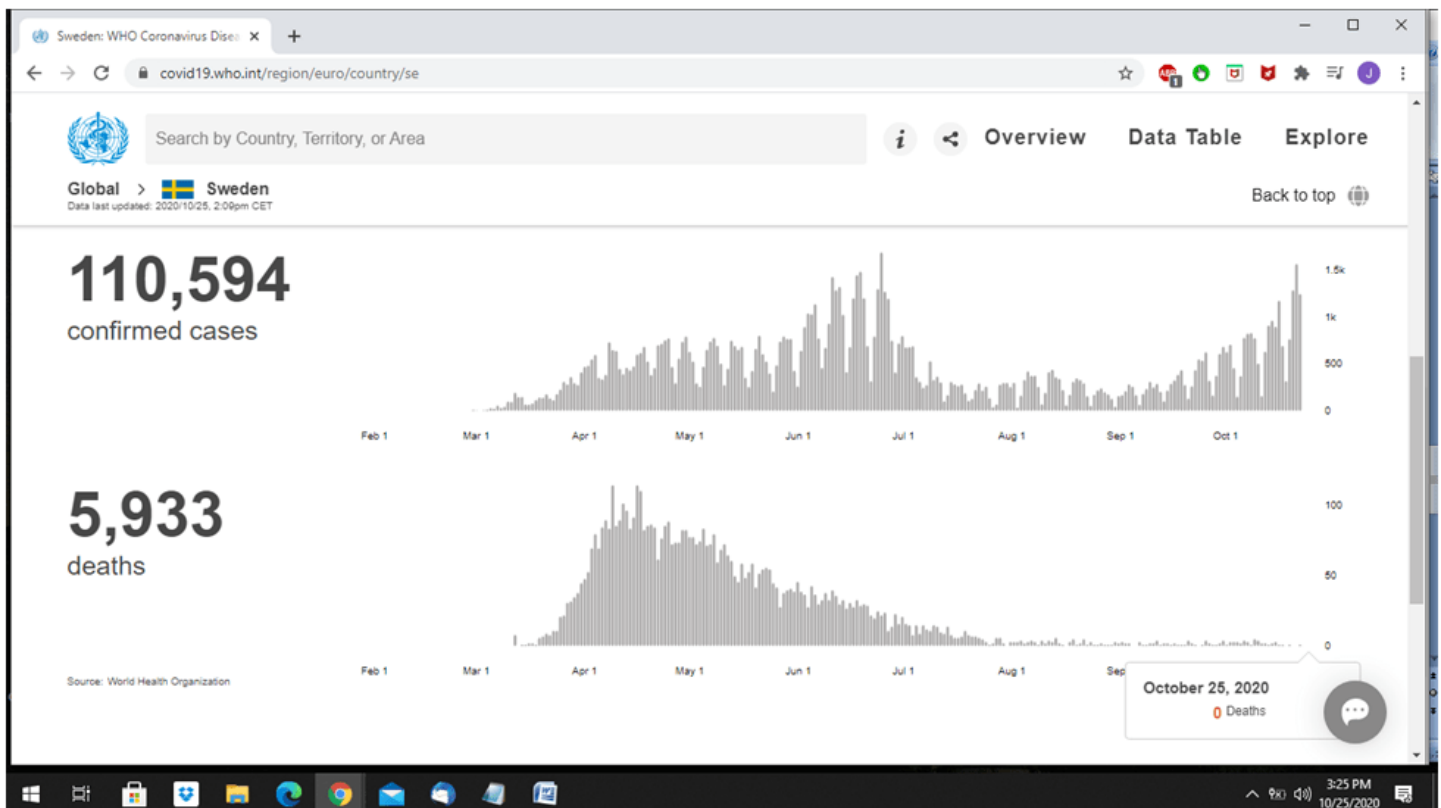 Sweden: WHO Coronavirus Disea
covid19.who.int/region/euro/country/se
J
Search by Country, Territory, or Area
i
Overview
Data Table
Explore
Global > Sweden
Data last updated: 2020/10/25, 2:09pm CET
Back to top
110,594
confirmed cases
1.5k
1k
500
0
Feb 1 Mar 1 Apr 1 May 1 Jun 1 Jul 1 Aug 1 Sep 1 Oct 1
5,933
deaths
100
50
0
Feb 1 Mar 1 Apr 1 May 1 Jun 1 Jul 1 Aug 1 Sep
Source: World Health Organization
October 25, 2020
0 Deaths
3:25 PM
10/25/2020